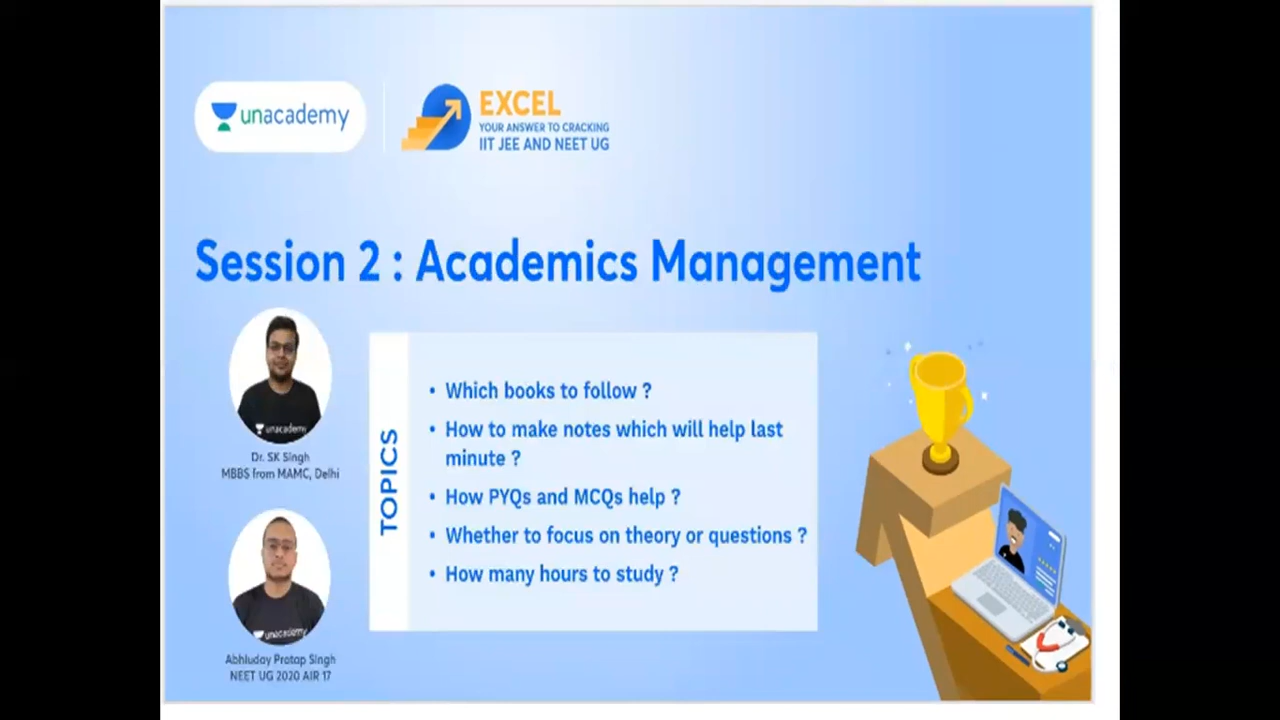 unacademy
EXCEL
YOUR ANSWER TO CRACKING
IIT JEE AND NEET UG
Session 2 : Academics Management
unacademy
Dr. SK Singh
MBBS from MAMC, Delhi
unacademy
Abhiuday Pratap Singh
NEET UG 2020 AIR 17
TOPICS
• Which books to follow ?
• How to make notes which will help last
minute ?
• How PYQs and MCQs help ?
• Whether to focus on theory or questions ?
• How many hours to study ?